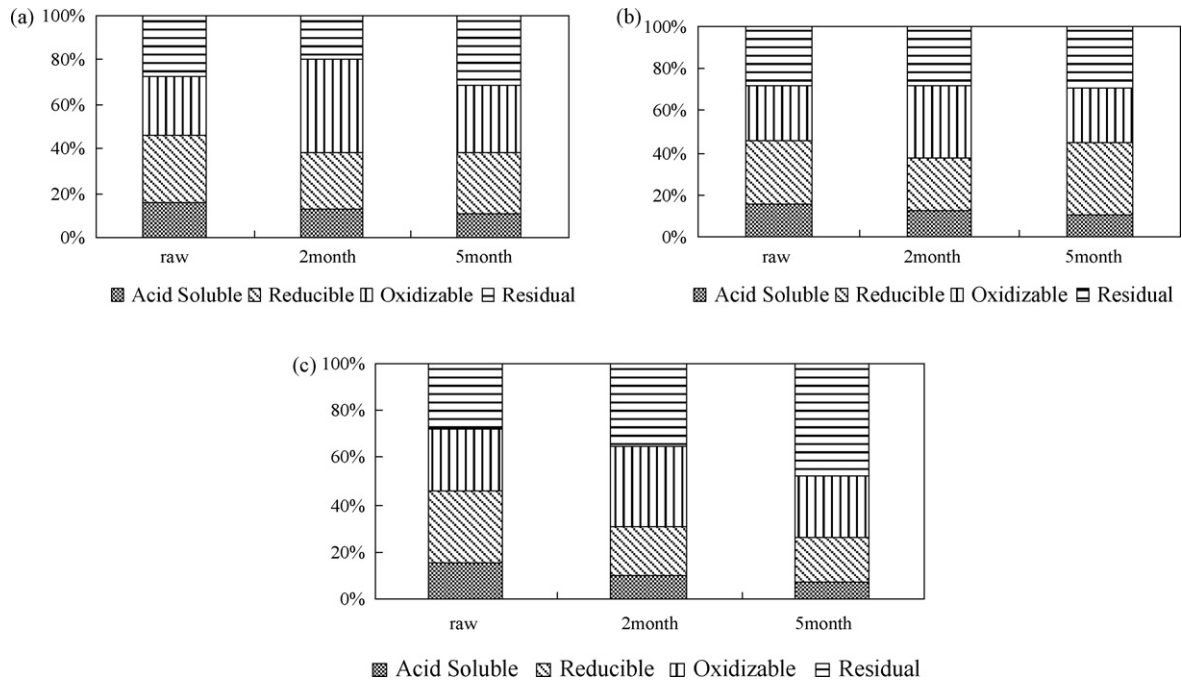 (a)
100%
80%
60%
40%
20%
0%
raw 2month 5month
Acid Soluble Reducible Oxidizable Residual
(b)
100%
80%
60%
40%
20%
0%
raw 2month 5month
Acid Soluble Reducible Oxidizable Residual
(c)
100%
80%
60%
40%
20%
0%
raw 2month 5month
Acid Soluble Reducible Oxidizable Residual